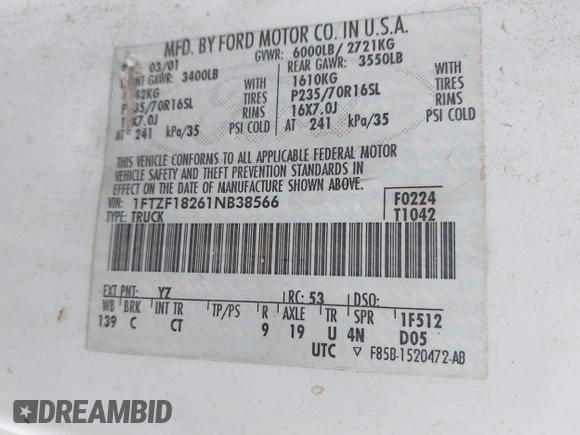 MFD. BY FORD MOTOR CO. IN U.S.A.
03/01 GVWR: 6000LB/ 2721KG
GAWR: 3400LB REAR GAWR: 3550LB
WITH 1610KG WITH
P235/70R16SL TIRES P235/70R16SL TIRES
RIMS 16X7.0J RIMS
AT 241 kPa/35 PSI COLD AT 241 kPa/35 PSI COLD
THIS VEHICLE CONFORMS TO ALL APPLICABLE FEDERAL MOTOR
VEHICLE SAFETY AND THEFT PREVENTION STANDARDS IN
EFFECT ON THE DATE OF MANUFACTURE SHOWN ABOVE.
VIN: 1FTZF18261NB38566 F0224
TYPE: TRUCK T1042
EXT PNT: YZ RC: 53 DSO:
WB BRK INT TR TP/PS R AXLE TR SPR 1F512
139 C CT 9 19 U 4N D05
UTC ▽ F85B-1520472-AB
DREAMBID